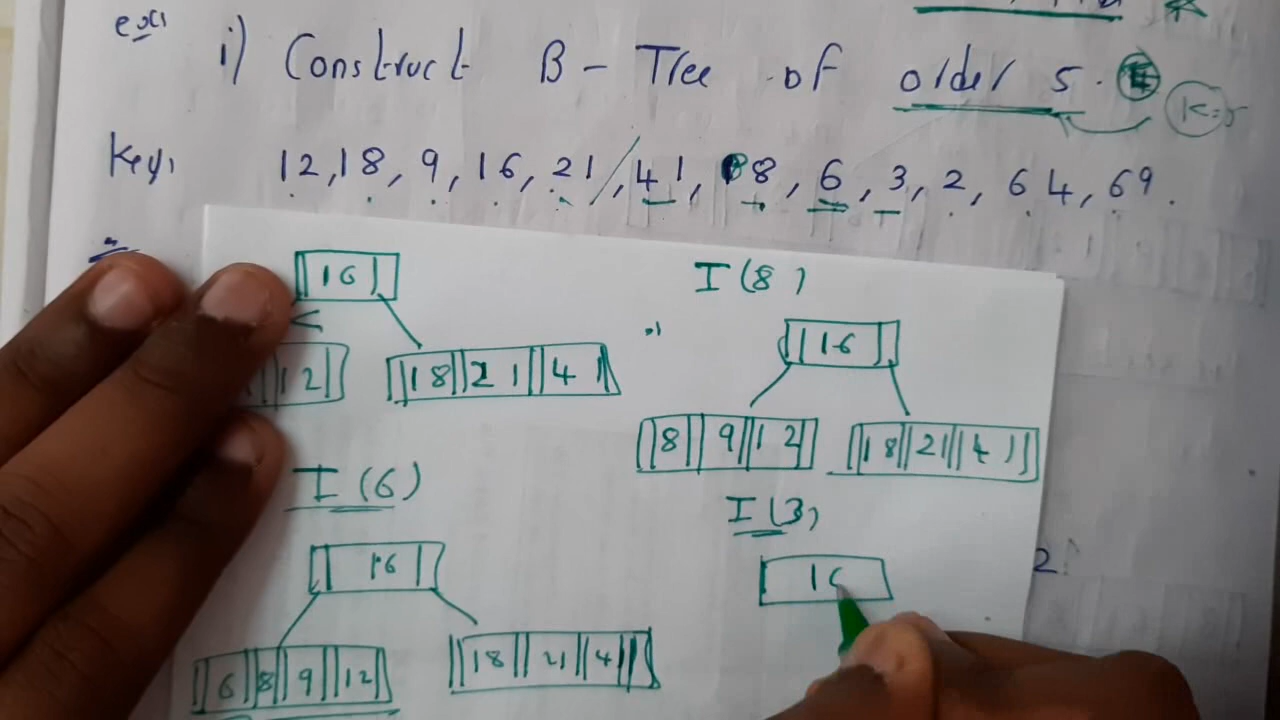 i) Construct B - Tree of order 5.
K=5
Key, 12, 18, 9, 16, 21, 41, 8, 6, 3, 2, 64, 69.
16
12 18 21 41
I (8)
16
8 9 12 18 21 41
I (6)
16
6 8 9 12 18 21 41
I (3)
16
2